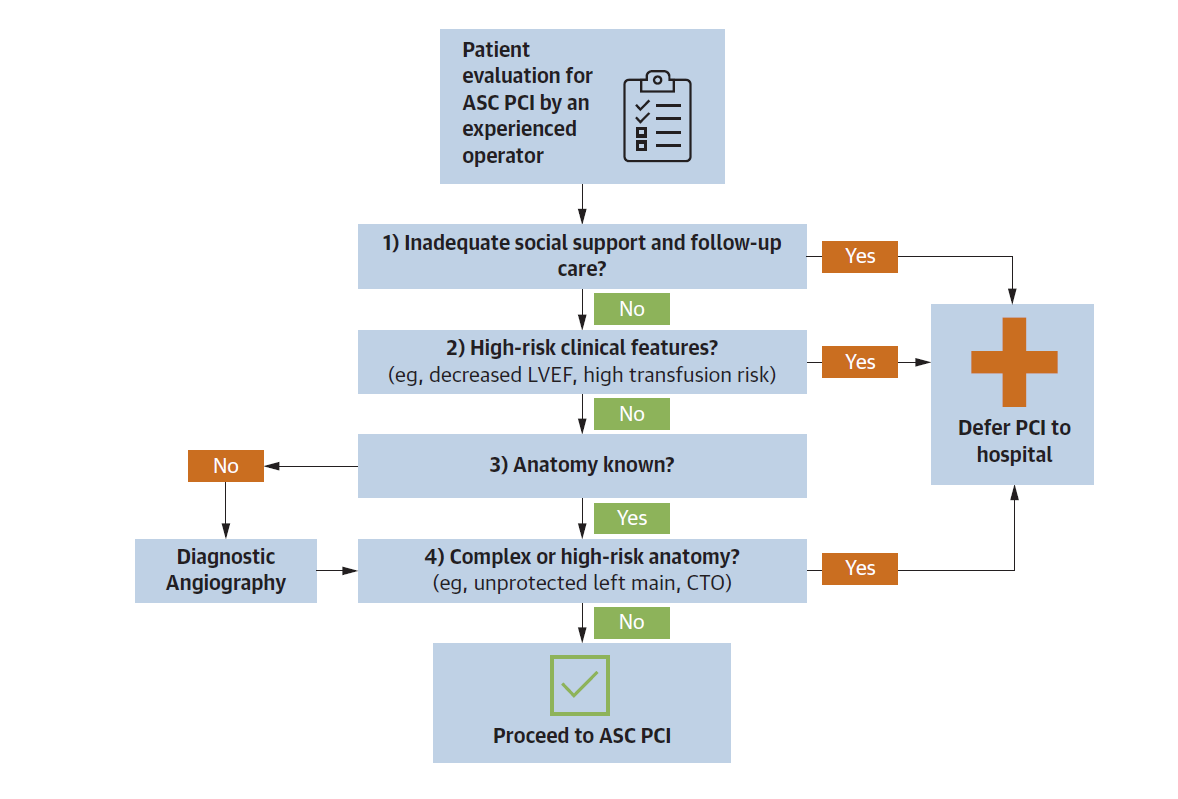 Patient
evaluation for
ASC PCI by an
experienced
operator
1) Inadequate social support and follow-up
care?
Yes
No
2) High-risk clinical features?
(eg, decreased LVEF, high transfusion risk)
Yes
Defer PCI to
hospital
No
3) Anatomy known?
No
Yes
Diagnostic
Angiography
4) Complex or high-risk anatomy?
(eg, unprotected left main, CTO)
Yes
No
Proceed to ASC PCI